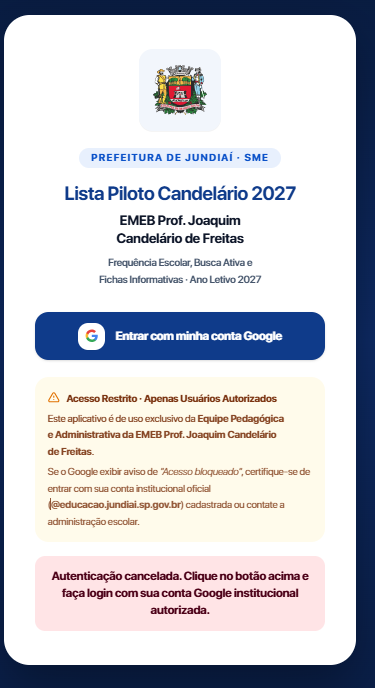 PREFEITURA DE JUNDIAÍ · SME
Lista Piloto Candelário 2027
EMEB Prof. Joaquim
Candelário de Freitas
Frequência Escolar, Busca Ativa e
Fichas Informativas · Ano Letivo 2027
Entrar com minha conta Google
Acesso Restrito · Apenas Usuários Autorizados
Este aplicativo é de uso exclusivo da Equipe Pedagógica
e Administrativa da EMEB Prof. Joaquim Candelário
de Freitas.
Se o Google exibir aviso de "Acesso bloqueado", certifique-se de
entrar com sua conta institucional oficial
(@educacao.jundiai.sp.gov.br) cadastrada ou contate a
administração escolar.
Autenticação cancelada. Clique no botão acima e
faça login com sua conta Google institucional
autorizada.